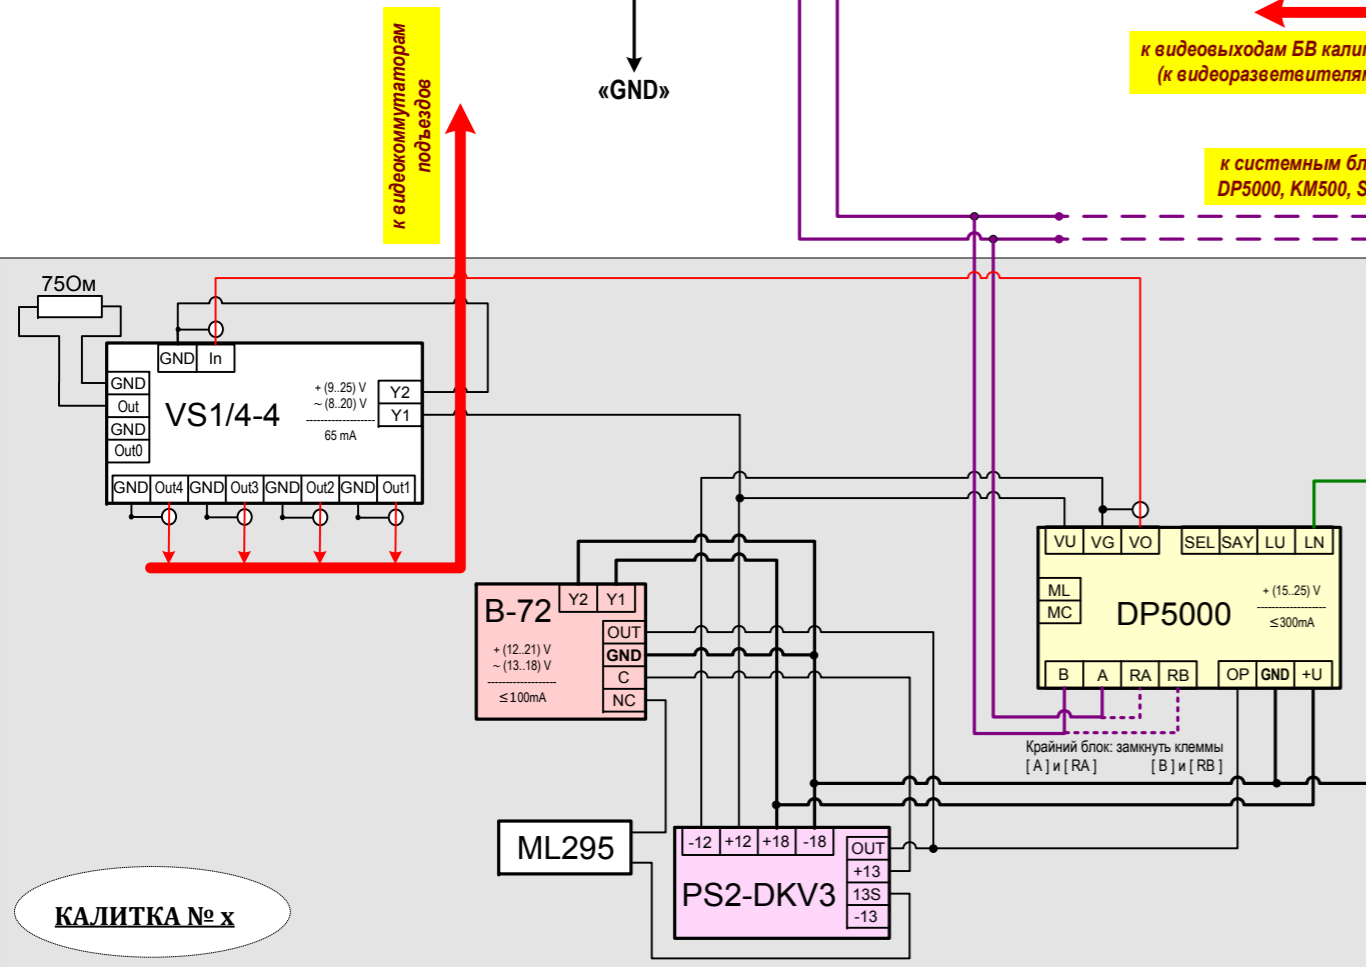 к видеокоммутаторам
подъездов
«GND»
к видеовыходам БВ кали
(к видеоразветвителя
к системным бл
DP5000, KM500, S
75Ом
GND In
GND
Out
GND
Out0
VS1/4-4
+ (9..25) V
~ (8..20) V
65 mA
Y2
Y1
GND Out4 GND Out3 GND Out2 GND Out1
B-72
Y2 Y1
+ (12..21) V
~ (13..18) V
≤100mA
OUT
GND
C
NC
VU VG VO SEL SAY LU LN
ML
MC
DP5000
+ (15..25) V
≤300mA
B A RA RB OP GND +U
Крайний блок: замкнуть клеммы
[ A ] и [ RA ] [ B ] и [ RB ]
ML295
-12 +12 +18 -18
PS2-DKV3
OUT
+13
13S
-13
КАЛИТКА № x